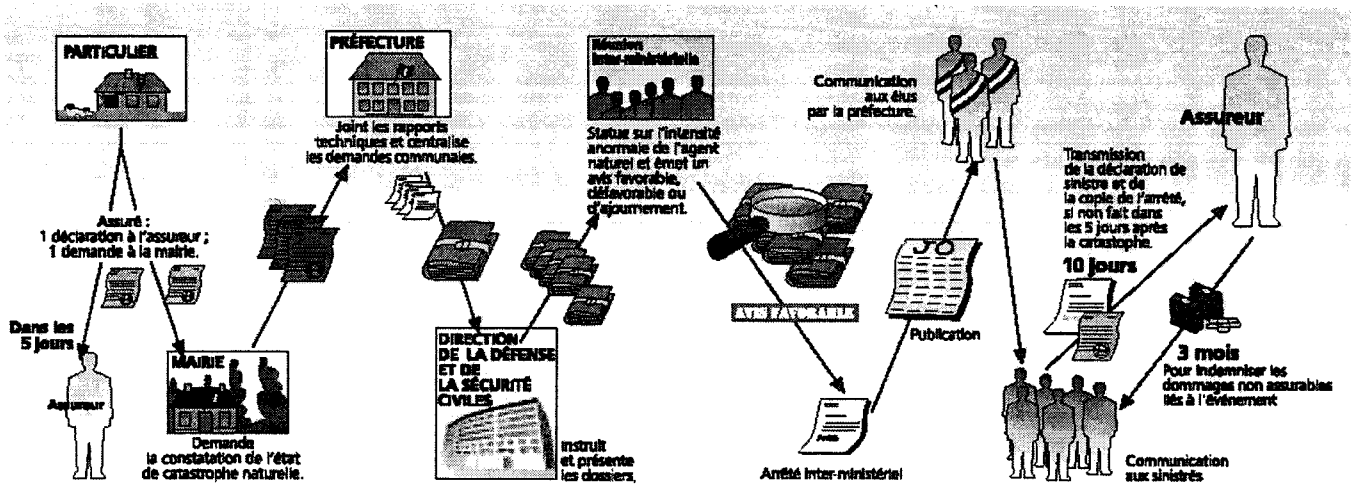 PARTICULIER
Assuré :
1 déclaration à l'assureur ;
1 demande à la mairie.
Dans les
5 jours
Assureur
MAIRIE
Demande
la constatation de l'état
de catastrophe naturelle.
PRÉFECTURE
Joint les rapports
techniques et centralise
les demandes communales.
DIRECTION
DE LA DÉFENSE
ET DE
LA SÉCURITÉ
CIVILES
Instruit
et présente
les dossiers.
Réunion
Inter-ministérielle
Statue sur l'intensité
anormale de l'agent
naturel et émet un
avis favorable,
défavorable ou
d'ajournement.
AVIS FAVORABLE
Arrêté inter-ministériel
JO
Publication
Communication
aux élus
par la préfecture.
Communication
aux sinistrés
Transmission
de la déclaration de
sinistre et de
la copie de l'arrêté,
si non fait dans
les 5 jours après
la catastrophe.
10 jours
Assureur
3 mois
Pour indemniser les
dommages non assurables
liés à l'événement